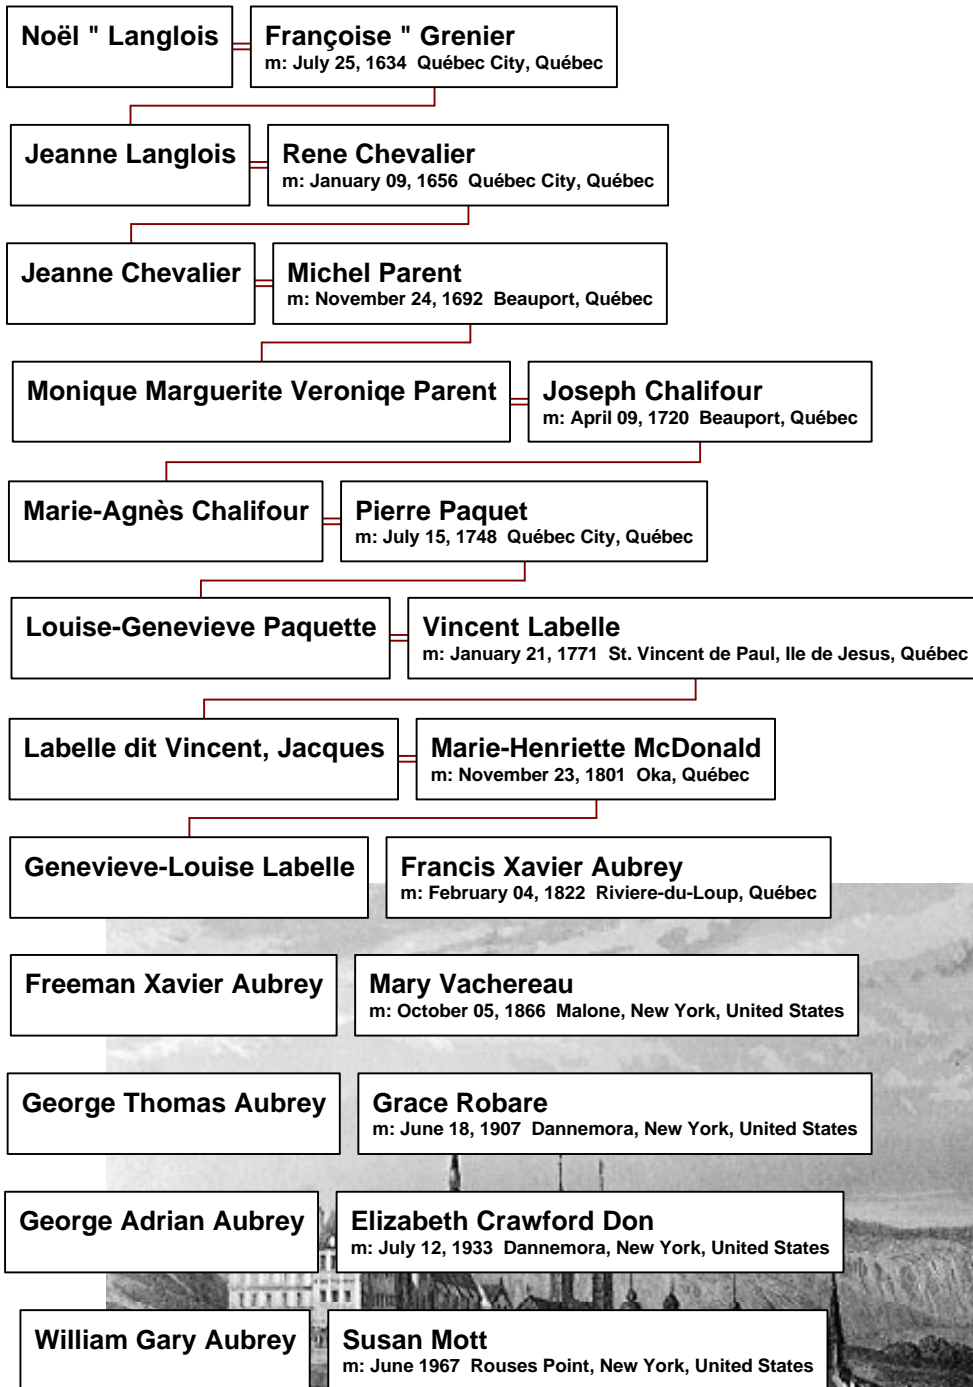 Noël " Langlois
Françoise " Grenier
m: July 25, 1634 Québec City, Québec
Jeanne Langlois
Rene Chevalier
m: January 09, 1656 Québec City, Québec
Jeanne Chevalier
Michel Parent
m: November 24, 1692 Beauport, Québec
Monique Marguerite Veroniqe Parent
Joseph Chalifour
m: April 09, 1720 Beauport, Québec
Marie-Agnès Chalifour
Pierre Paquet
m: July 15, 1748 Québec City, Québec
Louise-Genevieve Paquette
Vincent Labelle
m: January 21, 1771 St. Vincent de Paul, Ile de Jesus, Québec
Labelle dit Vincent, Jacques
Marie-Henriette McDonald
m: November 23, 1801 Oka, Québec
Genevieve-Louise Labelle
Francis Xavier Aubrey
m: February 04, 1822 Riviere-du-Loup, Québec
Freeman Xavier Aubrey
Mary Vachereau
m: October 05, 1866 Malone, New York, United States
George Thomas Aubrey
Grace Robare
m: June 18, 1907 Dannemora, New York, United States
George Adrian Aubrey
Elizabeth Crawford Don
m: July 12, 1933 Dannemora, New York, United States
William Gary Aubrey
Susan Mott
m: June 1967 Rouses Point, New York, United States